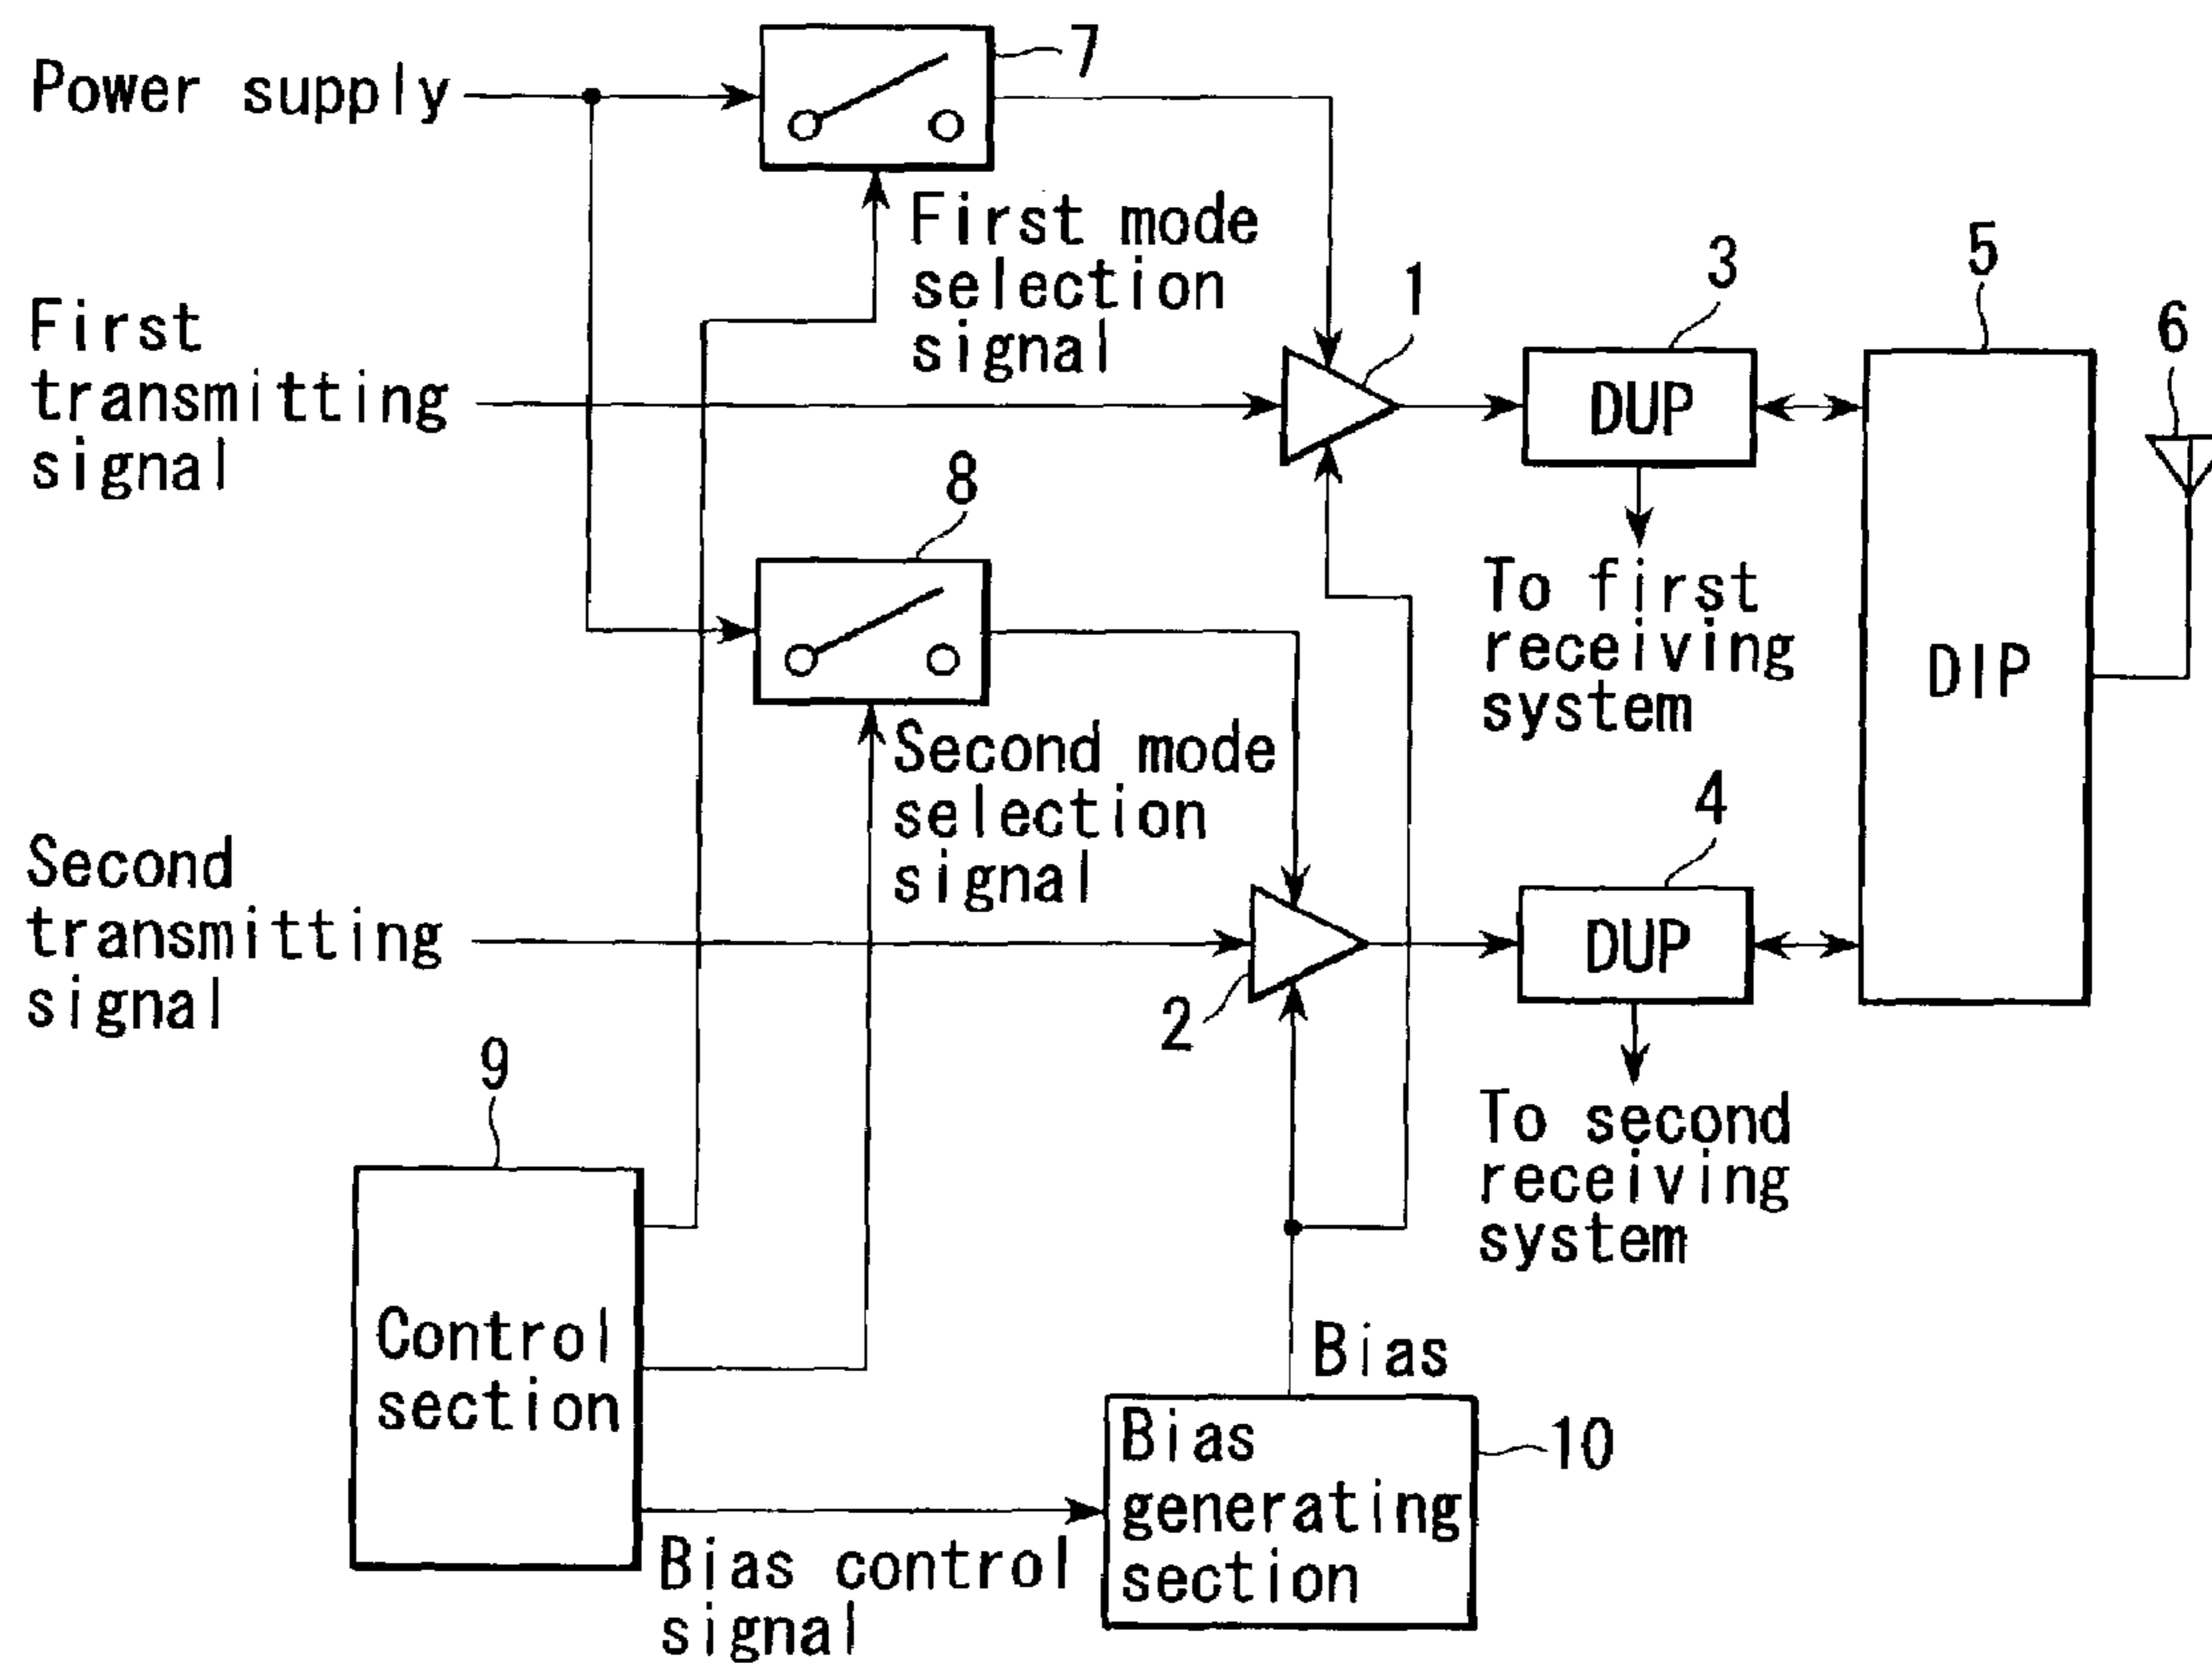 Power supply
7
First mode
selection
signal
First
transmitting
signal
1
3
5
6
DUP
8
To first
receiving
system
DIP
Second mode
selection
signal
Second
transmitting
signal
2
4
DUP
9
To second
receiving
system
Control
section
Bias
Bias
generating
section
10
Bias control
signal